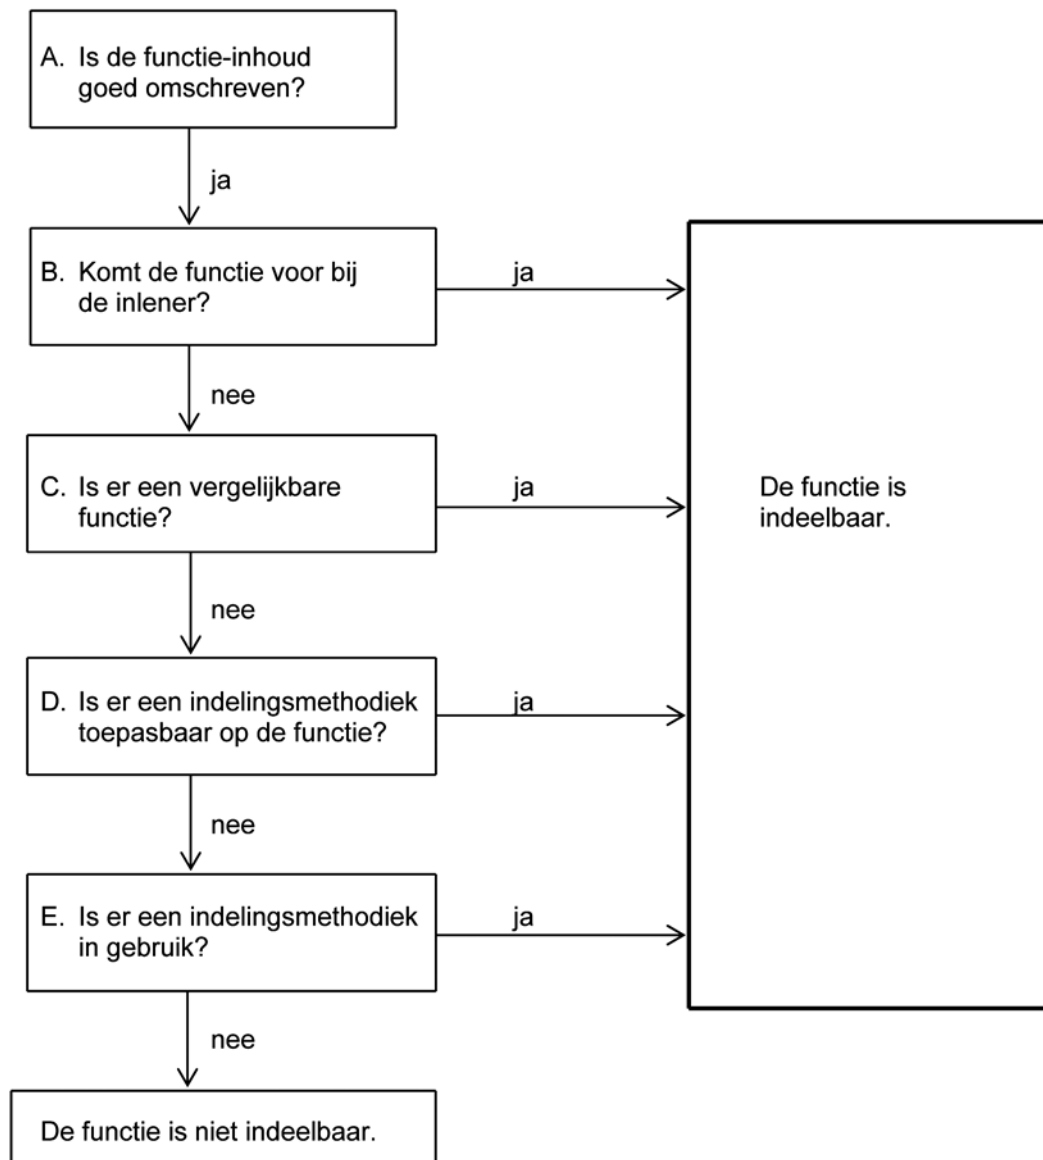 A. Is de functie-inhoud
goed omschreven?
ja
B. Komt de functie voor bij
de inlener?
ja
nee
C. Is er een vergelijkbare
functie?
ja
De functie is
indeelbaar.
nee
D. Is er een indelingsmethodiek
toepasbaar op de functie?
ja
nee
E. Is er een indelingsmethodiek
in gebruik?
ja
nee
De functie is niet indeelbaar.